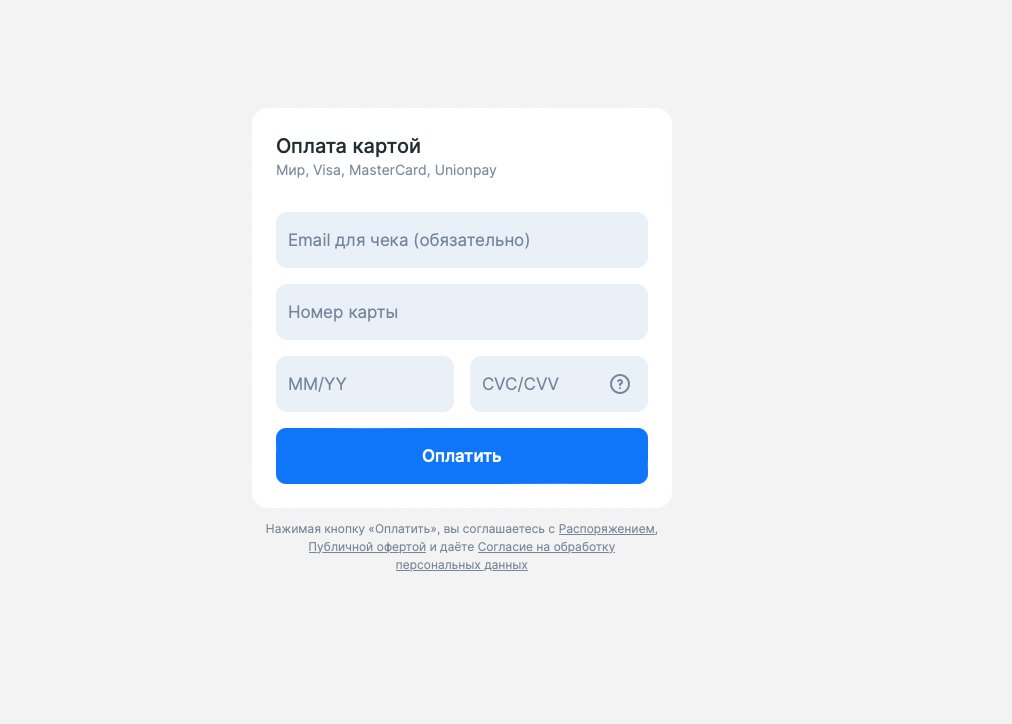 Оплата картой
Мир, Visa, MasterCard, Unionpay
Email для чека (обязательно)
Номер карты
MM/YY
CVC/CVV
?
Оплатить
Нажимая кнопку «Оплатить», вы соглашаетесь с Распоряжением,
Публичной офертой и даёте Согласие на обработку
персональных данных